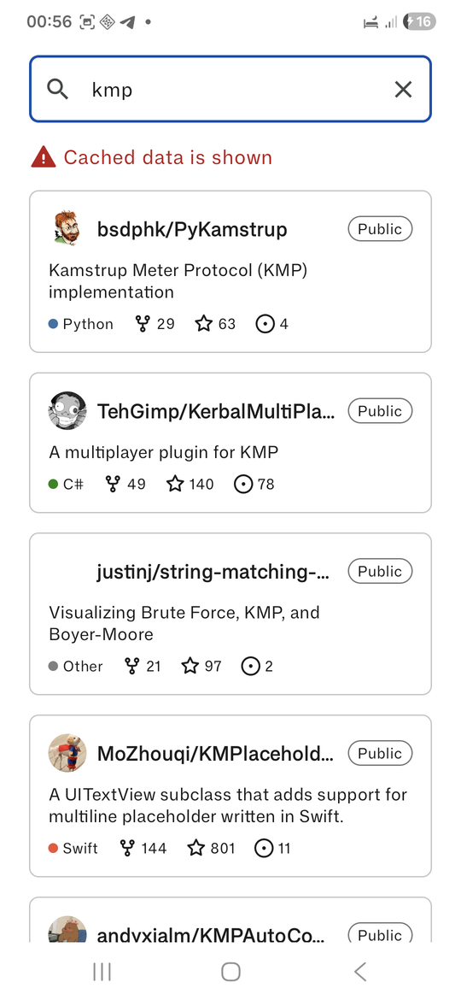 00:56
16
kmp
Cached data is shown
bsdphk/PyKamstrup
Public
Kamstrup Meter Protocol (KMP)
implementation
Python 29 63 4
TehGimp/KerbalMultiPla...
Public
A multiplayer plugin for KMP
C# 49 140 78
justinj/string-matching-...
Public
Visualizing Brute Force, KMP, and
Boyer-Moore
Other 21 97 2
MoZhouqi/KMPlacehold...
Public
A UITextView subclass that adds support for
multiline placeholder written in Swift.
Swift 144 801 11
andyxialm/KMPAutoCo...
Public